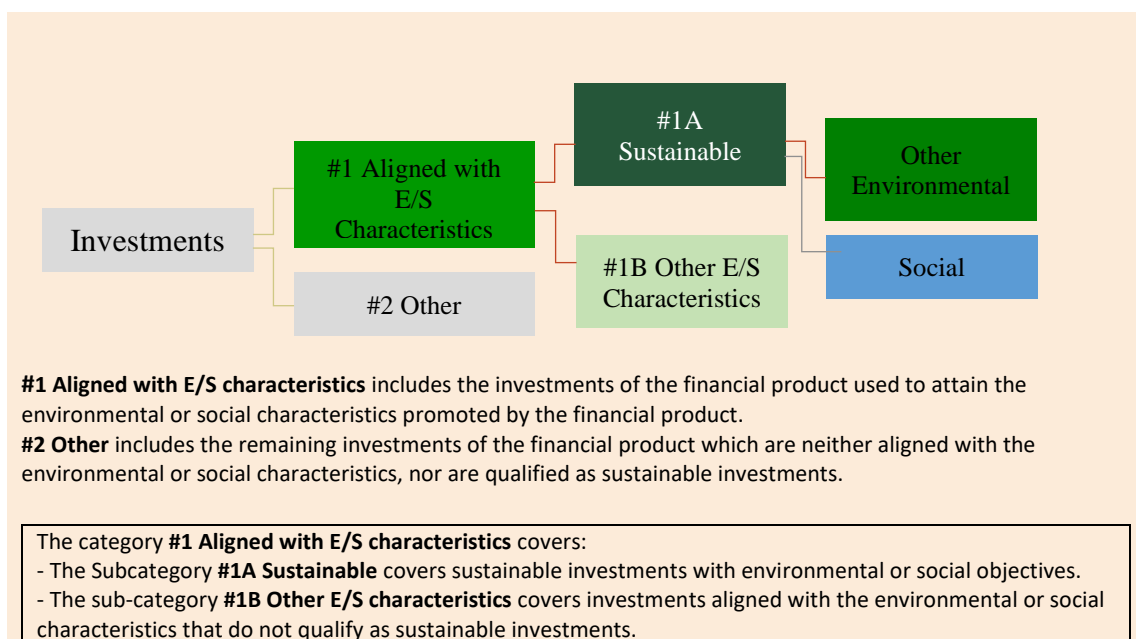 #1A
Sustainable
Other
Environmental
#1 Aligned with
E/S
Characteristics
Investments
#1B Other E/S
Characteristics
Social
#2 Other
#1 Aligned with E/S characteristics includes the investments of the financial product used to attain the
environmental or social characteristics promoted by the financial product.
#2 Other includes the remaining investments of the financial product which are neither aligned with the
environmental or social characteristics, nor are qualified as sustainable investments.
The category #1 Aligned with E/S characteristics covers:
- The Subcategory #1A Sustainable covers sustainable investments with environmental or social objectives.
- The sub-category #1B Other E/S characteristics covers investments aligned with the environmental or social
characteristics that do not qualify as sustainable investments.